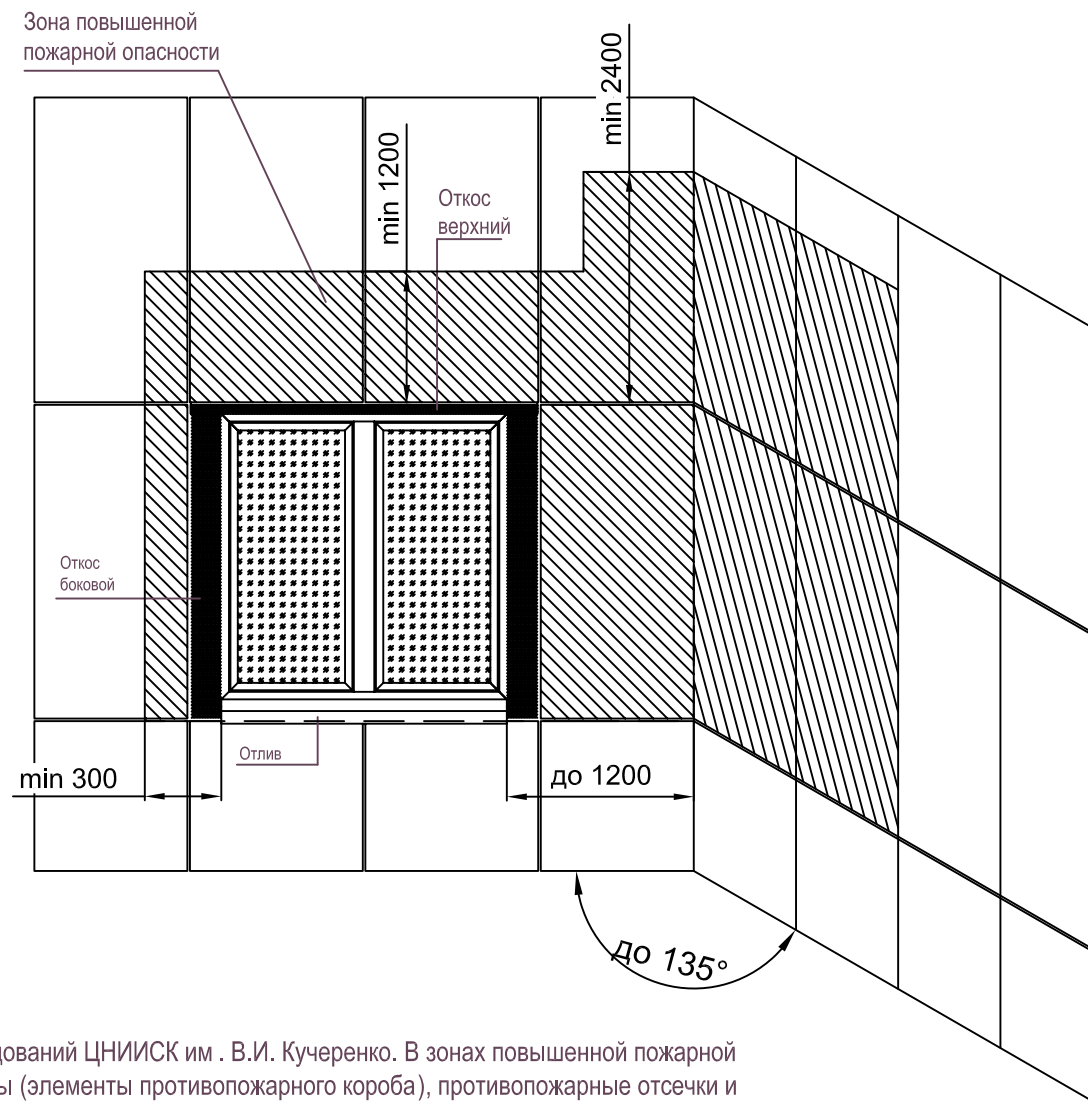 Зона повышенной
пожарной опасности
min 2400
min 1200
Откос
верхний
Откос
боковой
Отлив
min 300
до 1200
до 135°
ЦНИИСК им . В.И. Кучеренко. В зонах повышенной пожарной
(элементы противопожарного короба), противопожарные отсечки и